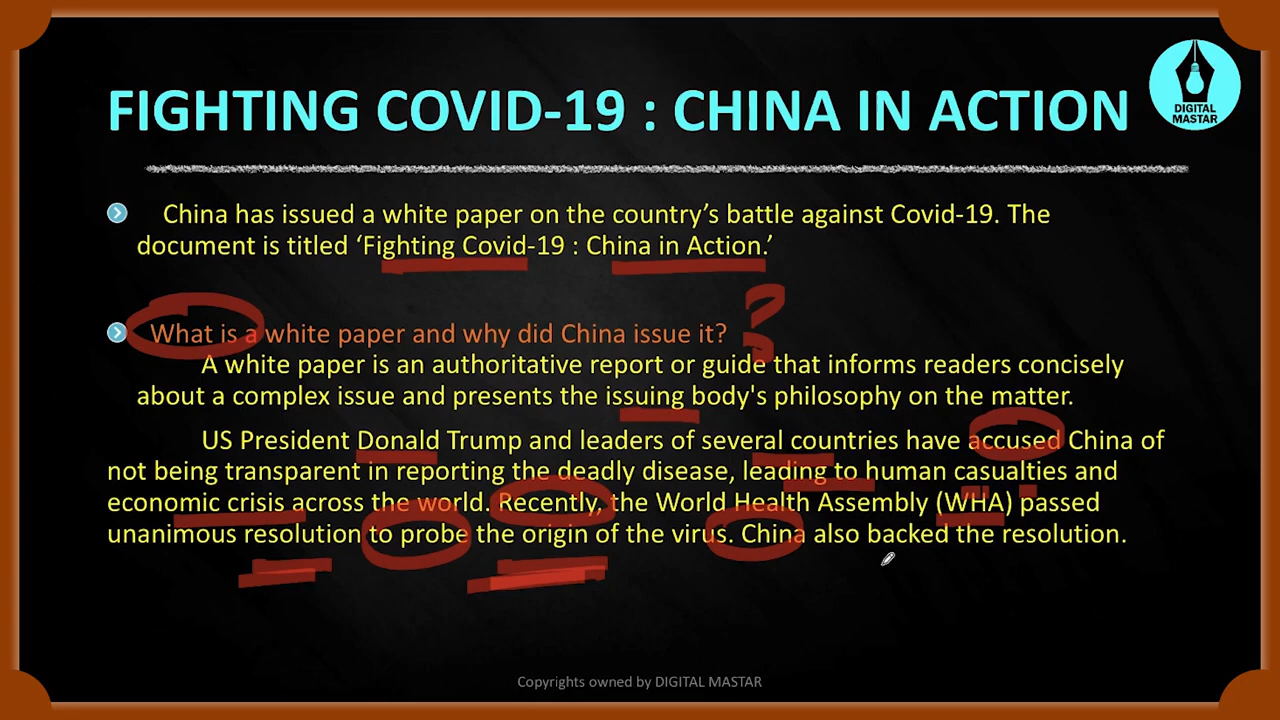 FIGHTING COVID-19 : CHINA IN ACTION
DIGITAL
MASTAR
China has issued a white paper on the country’s battle against Covid-19. The
document is titled ‘Fighting Covid-19 : China in Action.’
What is a white paper and why did China issue it?
?
A white paper is an authoritative report or guide that informs readers concisely
about a complex issue and presents the issuing body's philosophy on the matter.
US President Donald Trump and leaders of several countries have accused China of
not being transparent in reporting the deadly disease, leading to human casualties and
economic crisis across the world. Recently, the World Health Assembly (WHA) passed
unanimous resolution to probe the origin of the virus. China also backed the resolution.
Copyrights owned by DIGITAL MASTAR